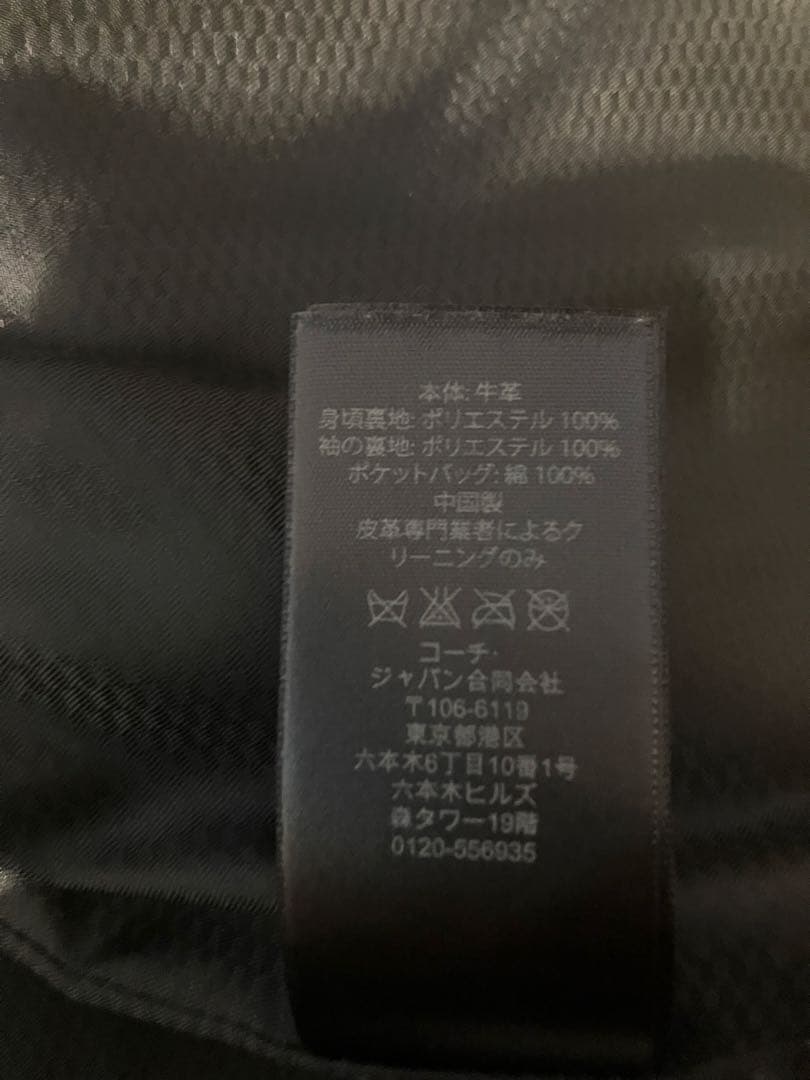 本体: 牛革
身頃裏地: ポリエステル 100%
袖の裏地: ポリエステル 100%
ポケットバッグ: 綿 100%
中国製
皮革専門業者によるク
リーニングのみ
コーチ・
ジャパン合同会社
〒106-6119
東京都港区
六本木6丁目10番1号
六本木ヒルズ
森タワー19階
0120-556935